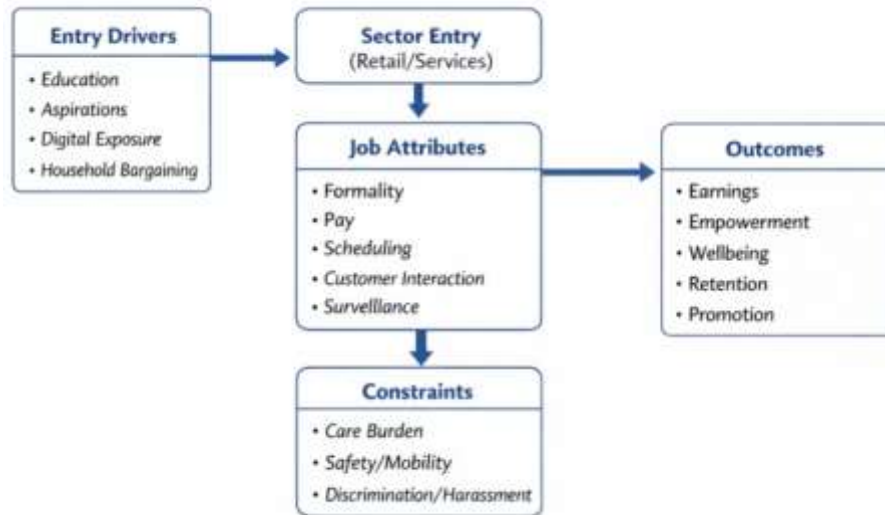 Entry Drivers
• Education
• Aspirations
• Digital Exposure
• Household Bargaining
Sector Entry
(Retail/Services)
Job Attributes
• Formality
• Pay
• Scheduling
• Customer Interaction
• Survelllance
Outcomes
• Earnings
• Empowerment
• Wellbeing
• Retention
• Promotion
Constraints
• Care Burden
• Safety/Mobility
• Discrimination/Harassment